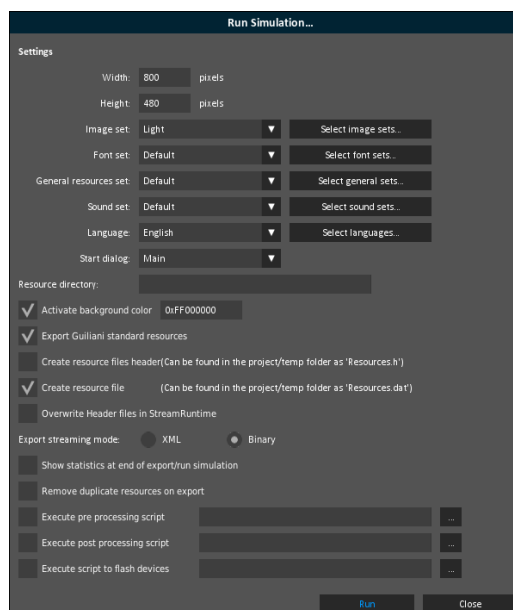 Run Simulation...
Settings
Width: 800 pixels
Height: 480 pixels
Image set: Light Select image sets...
Font set: Default Select font sets...
General resources set: Default Select general sets...
Sound set: Default Select sound sets...
Language: English Select languages...
Start dialog: Main
Resource directory:
Activate background color 0xFF000000
Export Guiliani standard resources
Create resource files header(Can be found in the project/temp folder as 'Resources.h')
Create resource file (Can be found in the project/temp folder as 'Resources.dat')
Overwrite Header files in StreamRuntime
Export streaming mode: XML Binary
Show statistics at end of export/run simulation
Remove duplicate resources on export
Execute pre processing script ...
Execute post processing script ...
Execute script to flash devices ...
Run Close